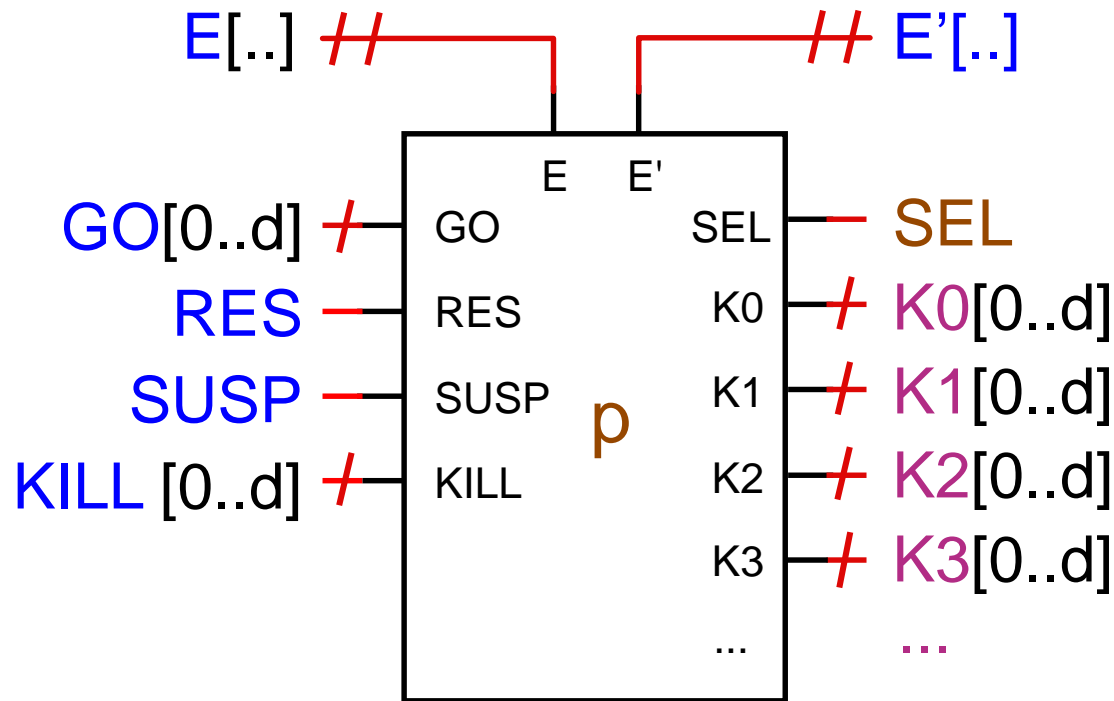 E[..] E’[..]
E E'
GO[0..d] GO SEL SEL
RES RES K0 K0[0..d]
SUSP SUSP p K1 K1[0..d]
KILL [0..d] KILL K2 K2[0..d]
K3 K3[0..d]
... ...